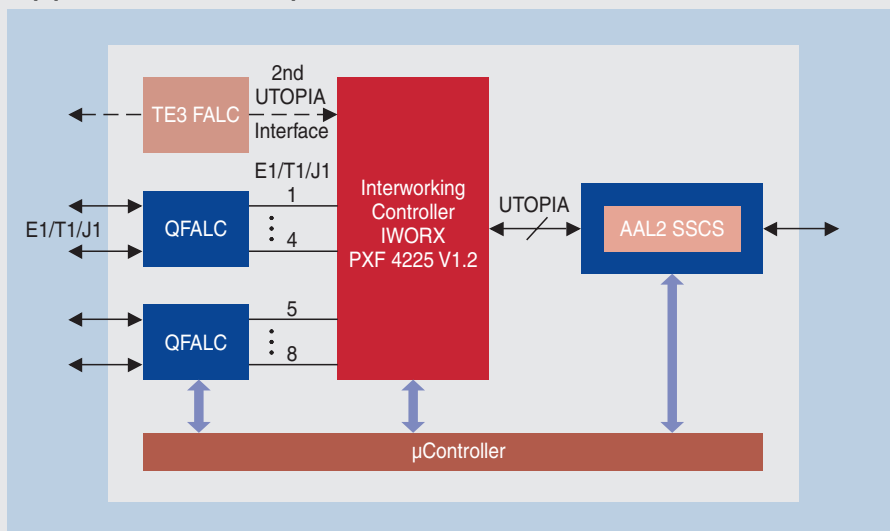 2nd
UTOPIA
Interface
TE3 FALC
E1/T1/J1
1
4
E1/T1/J1
QFALC
Interworking
Controller
IWORX
PXF 4225 V1.2
UTOPIA
AAL2 SSCS
5
8
QFALC
µController